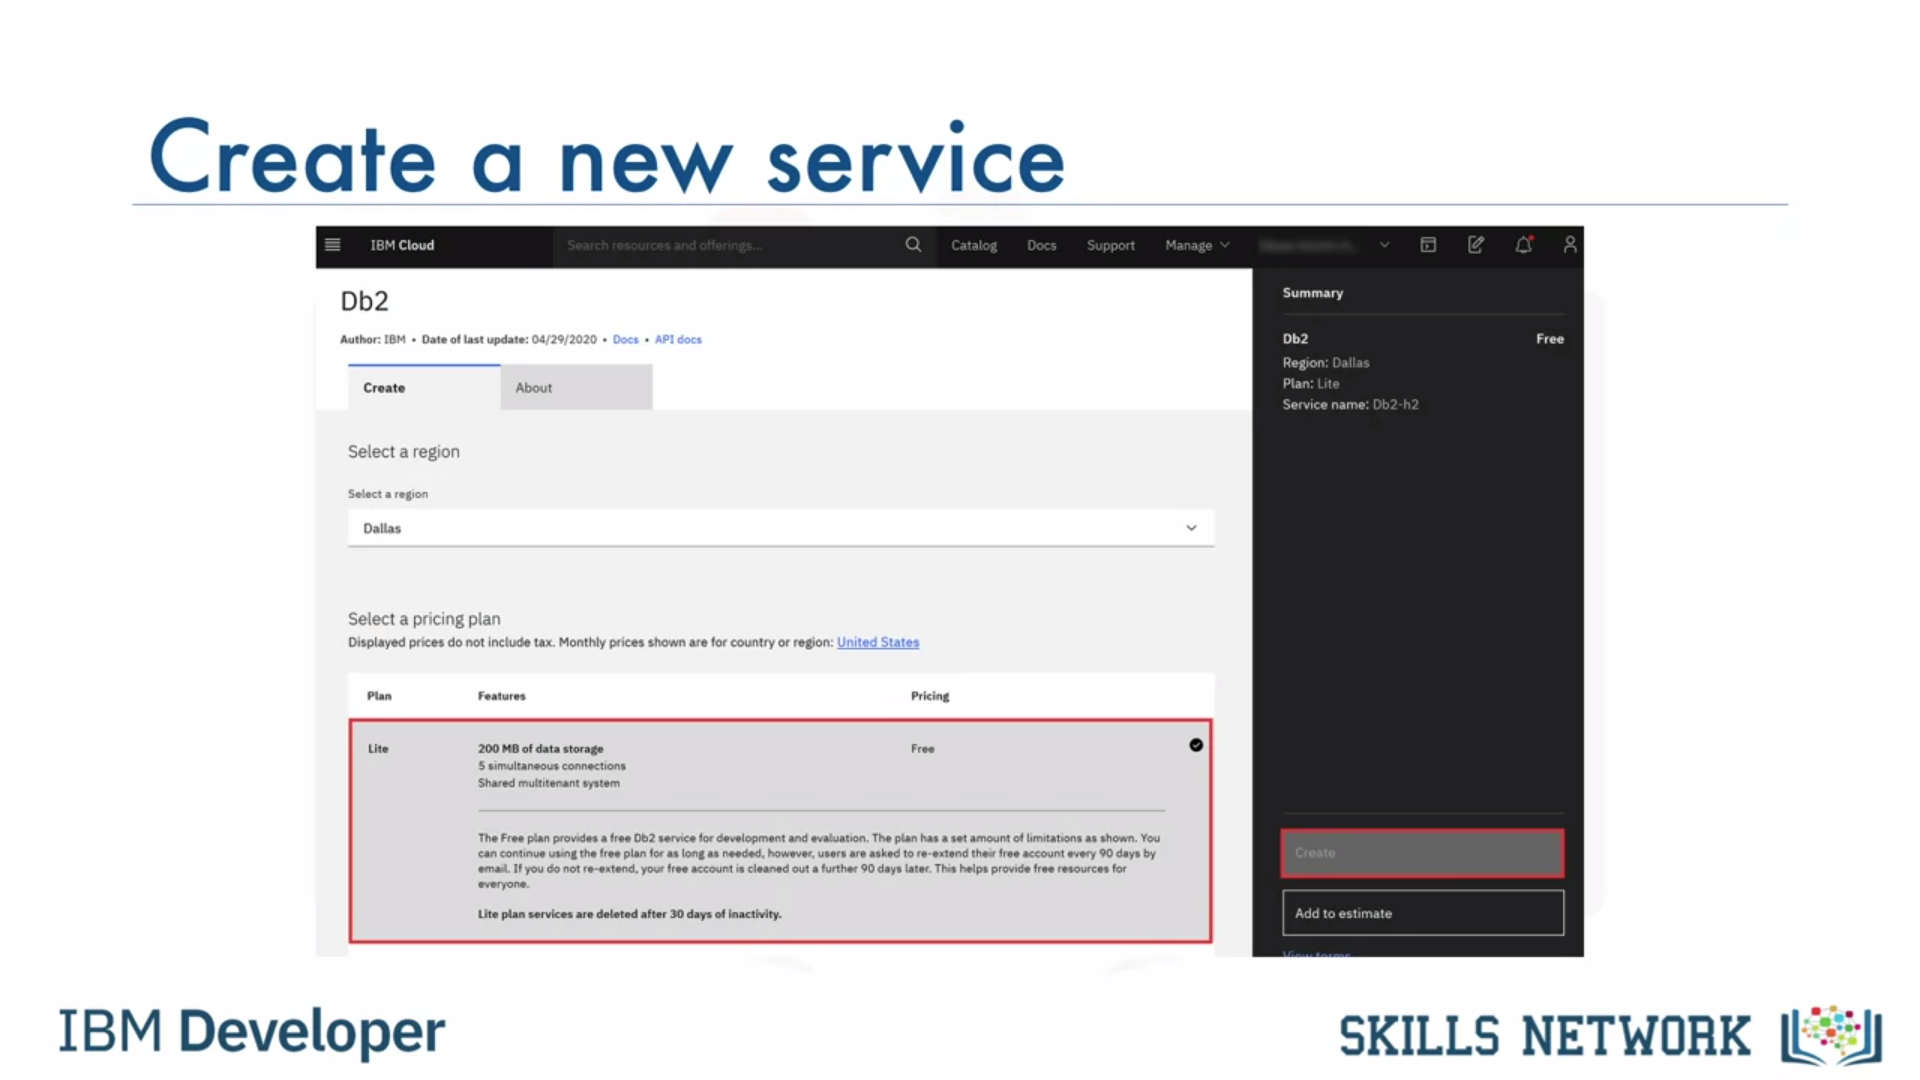 Create a new service
IBM Cloud
Search resources and offerings...
Catalog
Docs
Support
Manage
Db2
Author: IBM • Date of last update: 04/29/2020 • Docs • API docs
Create
About
Select a region
Select a region
Dallas
Select a pricing plan
Displayed prices do not include tax. Monthly prices shown are for country or region: United States
Plan
Features
Pricing
Lite
200 MB of data storage
Free
5 simultaneous connections
Shared multitenant system
The Free plan provides a free Db2 service for development and evaluation. The plan has a set amount of limitations as shown. You
can continue using the free plan for as long as needed, however, users are asked to re-extend their free account every 90 days by
email. If you do not re-extend, your free account is cleaned out a further 90 days later. This helps provide free resources for
everyone.
Lite plan services are deleted after 30 days of inactivity.
Summary
Db2
Free
Region: Dallas
Plan: Lite
Service name: Db2-h2
Create
Add to estimate
View terms
IBM Developer
SKILLS NETWORK